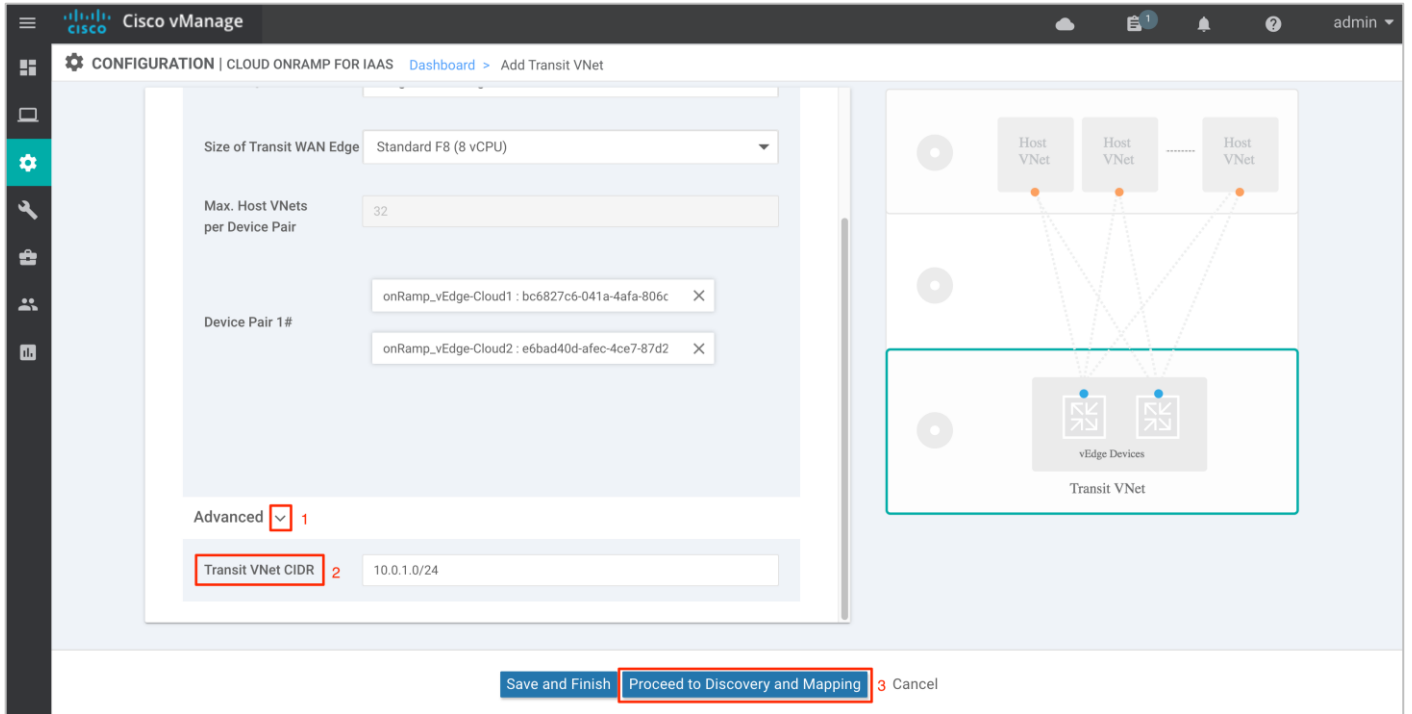 cisco Cisco vManage
1
admin
CONFIGURATION | CLOUD ONRAMP FOR IAAS Dashboard > Add Transit VNet
Size of Transit WAN Edge Standard F8 (8 vCPU)
Max. Host VNets
per Device Pair
32
Device Pair 1#
onRamp_vEdge-Cloud1 : bc6827c6-041a-4afa-806c
onRamp_vEdge-Cloud2 : e6bad40d-afec-4ce7-87d2
Advanced 1
Transit VNet CIDR 2 10.0.1.0/24
Host
VNet
Host
VNet
Host
VNet
vEdge Devices
Transit VNet
Save and Finish Proceed to Discovery and Mapping 3 Cancel